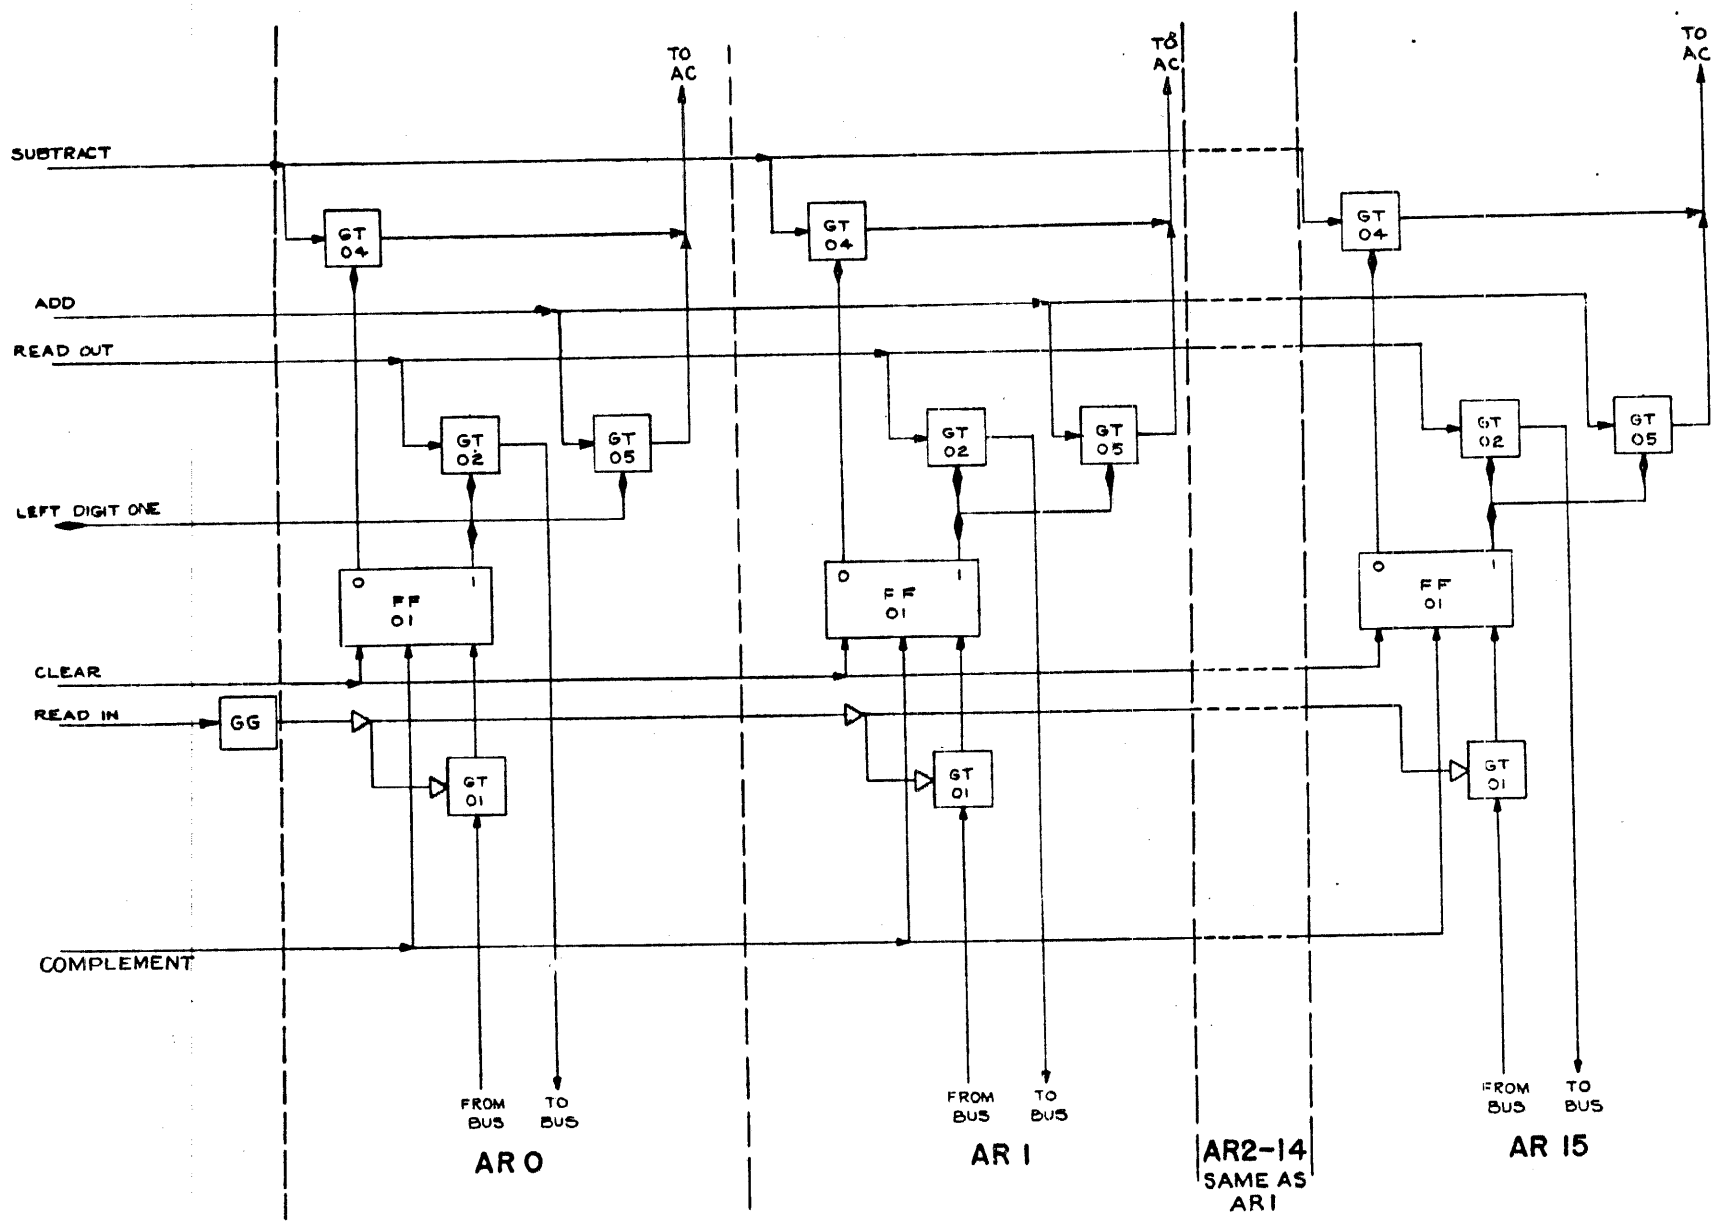 TO
AC
TO
AC
TO
AC
SUBTRACT
GT
04
GT
04
GT
04
ADD
READ OUT
GT
02
GT
05
GT
02
GT
05
GT
02
GT
05
LEFT DIGIT ONE
0 1
FF
01
0 1
FF
01
0 1
FF
01
CLEAR
READ IN
GG
GT
01
GT
01
GT
01
COMPLEMENT
FROM
BUS
TO
BUS
FROM
BUS
TO
BUS
FROM
BUS
TO
BUS
AR 0
AR 1
AR2-14
SAME AS
AR1
AR 15